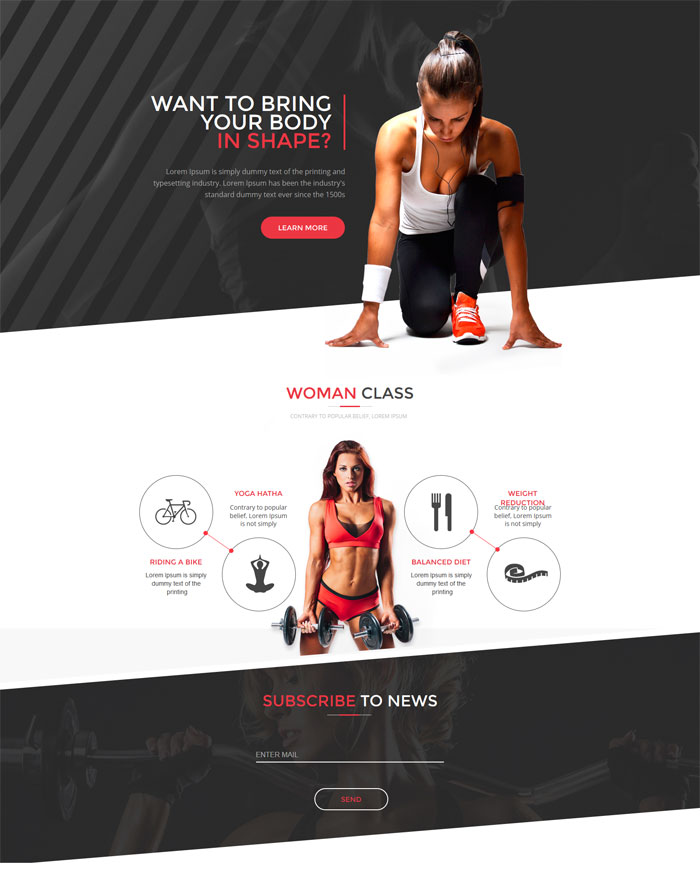 WANT TO BRING
YOUR BODY
IN SHAPE?
Lorem Ipsum is simply dummy text of the printing and
typesetting industry. Lorem Ipsum has been the industry's
standard dummy text ever since the 1500s
LEARN MORE
WOMAN CLASS
CONTRARY TO POPULAR BELIEF, LOREM IPSUM
YOGA HATHA
Contrary to popular
belief, Lorem Ipsum
is not simply
RIDING A BIKE
Lorem Ipsum is simply
dummy text of the
printing
WEIGHT
REDUCTION
Contrary to popular
belief, Lorem Ipsum
is not simply
BALANCED DIET
Lorem Ipsum is simply
dummy text of the
printing
SUBSCRIBE TO NEWS
ENTER MAIL
SEND